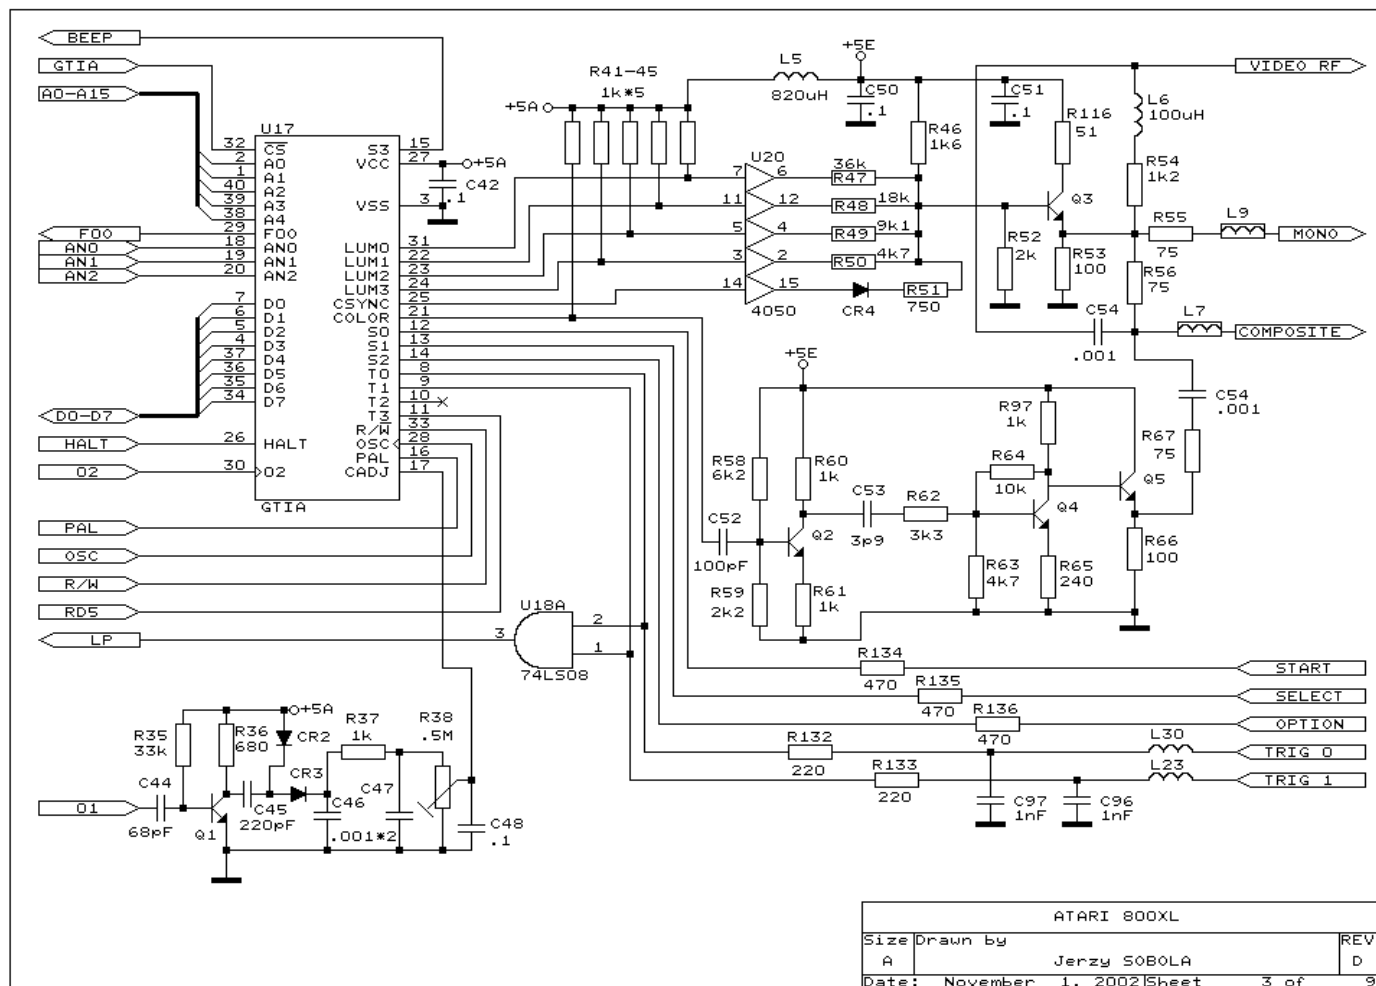 BEEP
GTIA
A0-A15
F00
AN0
AN1
AN2
D0-D7
HALT
O2
PAL
OSC
R/W
RD5
LP
O1
U17
32 CS
2 A0
1 A1
40 A2
39 A3
38 A4
29 F00
18 AN0
19 AN1
20 AN2
7 D0
6 D1
5 D2
4 D3
37 D4
36 D5
35 D6
34 D7
26 HALT
30 O2
GTIA
S3 15
VCC 27
VSS 3
LUM0 31
LUM1 22
LUM2 23
LUM3 24
CSYNC 25
COLOR 21
S0 12
S1 13
S2 14
T0 8
T1 9
T2 10
T3 11
R/W 33
OSC 28
PAL 16
CADJ 17
+5A
C42
.1
R41-45
1k*5
+5A
L5
820uH
+5E
C50
.1
C51
.1
R46
1k6
R116
51
L6
100uH
VIDEO RF
U20
7 6
11 12
5 4
3 2
14 15
4050
36k
R47
R48
18k
R49
9k1
R50
4k7
R51
750
CR4
R52
2k
Q3
R53
100
R54
1k2
R55
75
L9
MONO
R56
75
C54
.001
L7
COMPOSITE
C54
.001
R67
75
+5E
R58
6k2
R60
1k
R97
1k
R64
10k
C52
100pF
Q2
C53
3p9
R62
3k3
Q4
Q5
R59
2k2
R61
1k
R63
4k7
R65
240
R66
100
U18A
3
2
1
74LS08
R134
470
START
R135
470
SELECT
R136
470
OPTION
R132
220
L30
TRIG 0
R133
220
L23
TRIG 1
C97
1nF
C96
1nF
R35
33k
R36
680
+5A
CR2
CR3
R37
1k
R38
.5M
C44
68pF
Q1
C45
220pF
C46
C47
.001*2
C48
.1
ATARI 800XL
Size Drawn by REV
A Jerzy SOBOLA D
Date: November 1, 2002 Sheet 3 of 9